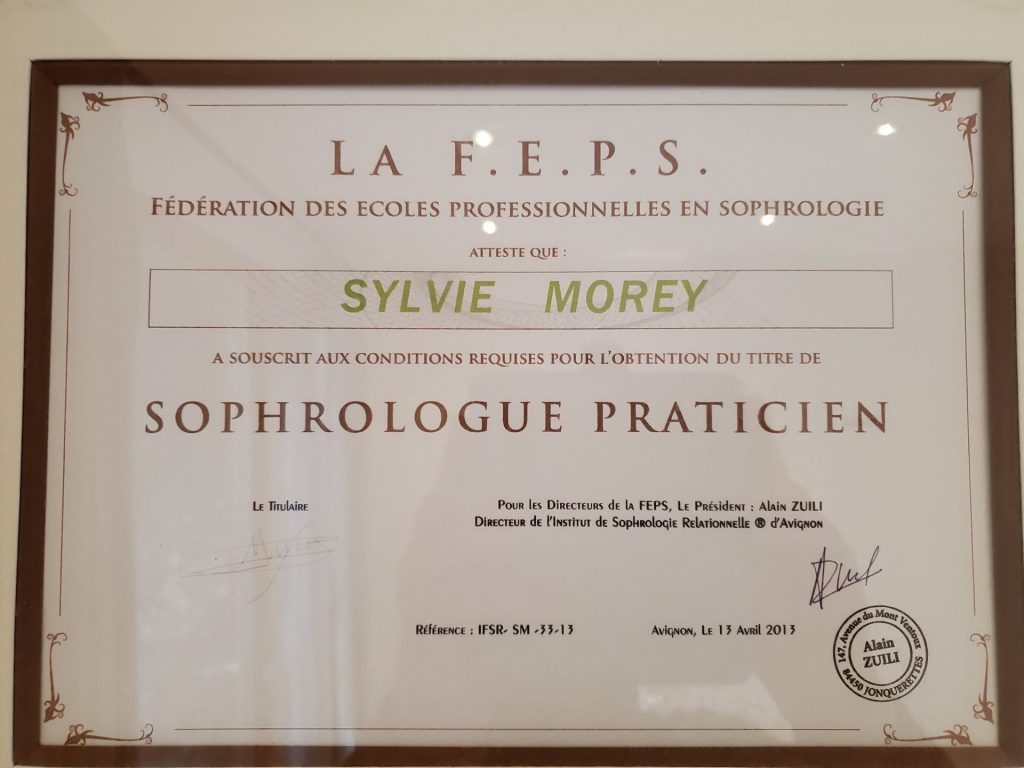 LA F.E.P.S.
FÉDÉRATION DES ECOLES PROFESSIONNELLES EN SOPHROLOGIE
ATTESTE QUE :
SYLVIE MOREY
A SOUSCRIT AUX CONDITIONS REQUISES POUR L'OBTENTION DU TITRE DE
SOPHROLOGUE PRATICIEN
Le Titulaire
Pour les Directeurs de la FEPS, Le Président : Alain ZUILI
Directeur de l'Institut de Sophrologie Relationnelle ® d'Avignon
Référence : IFSR- SM -33-13
Avignon, Le 13 Avril 2013
147, Avenue du Mont Ventoux
Alain
ZUILI
84450 JONQUERETTES